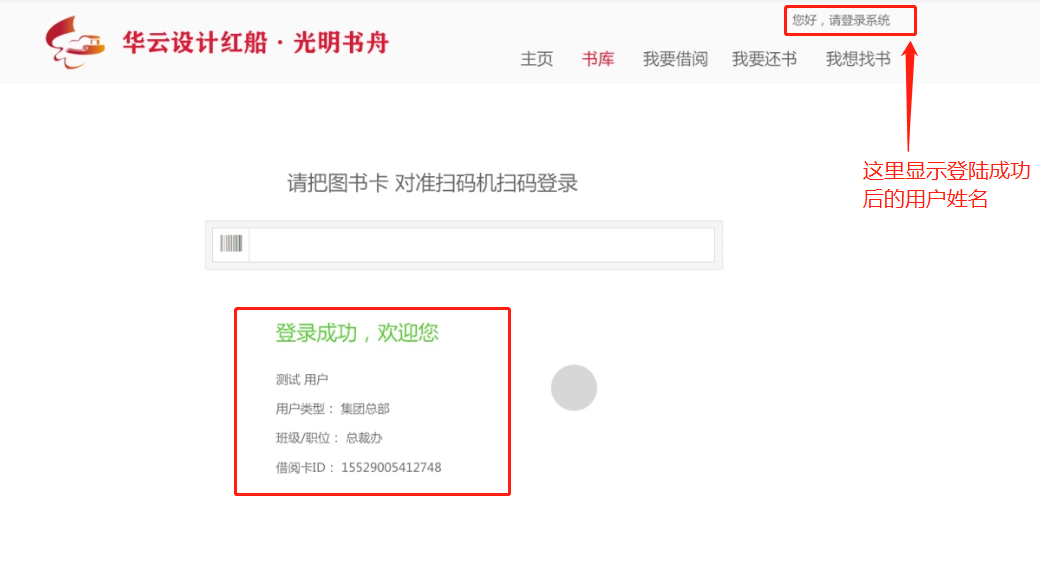 您好，请登录系统
华云设计红船·光明书舟
主页 书库 我要借阅 我要还书 我想找书
这里显示登陆成功
后的用户姓名
请把图书卡 对准扫码机扫码登录
登录成功，欢迎您
测试 用户
用户类型： 集团总部
班级/职位： 总裁办
借阅卡ID： 15529005412748